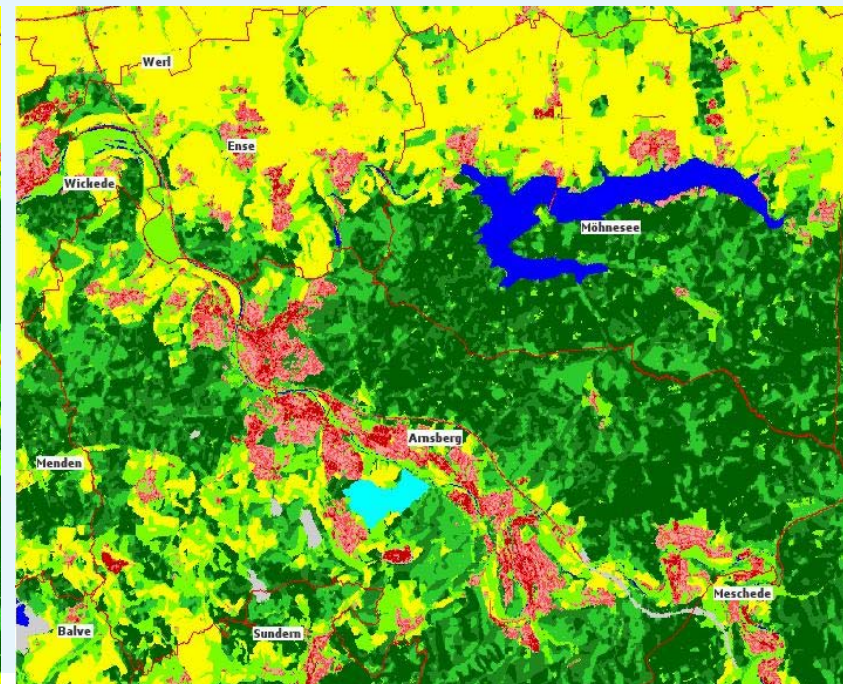 Werl
Ense
Wickede
Möhnesee
Arnsberg
Menden
Meschede
Balve
Sundern